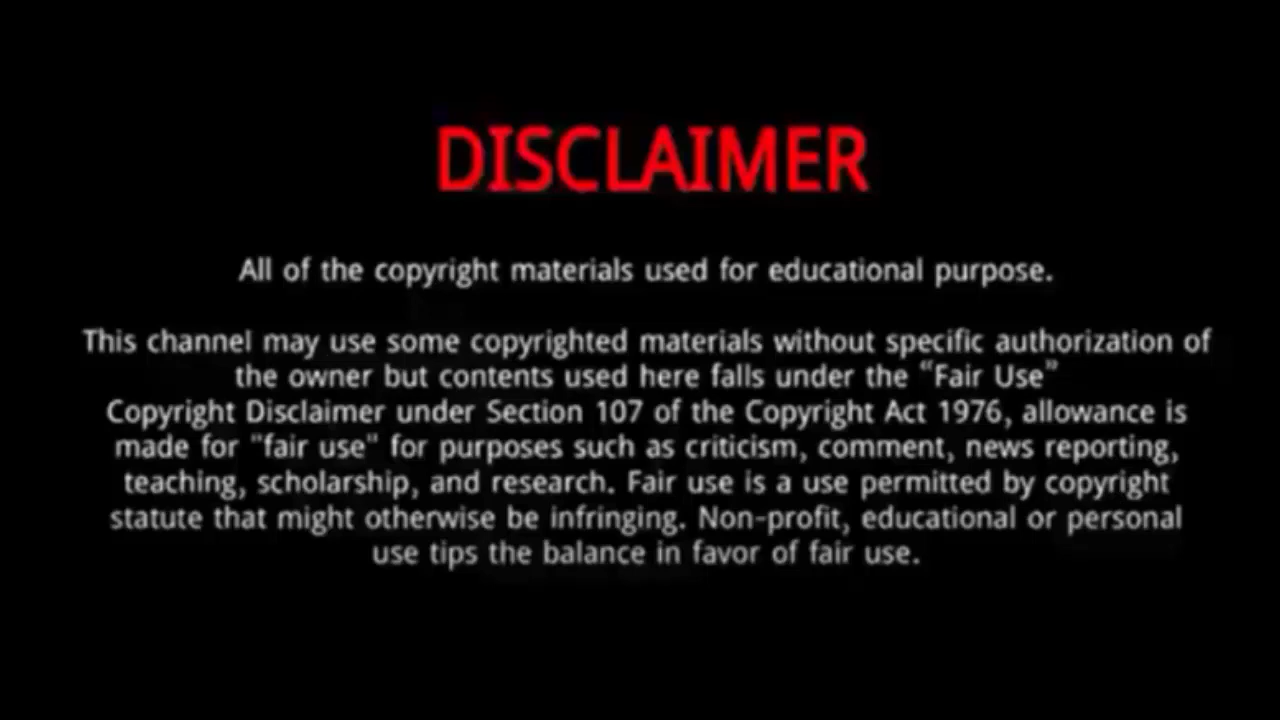 DISCLAIMER
All of the copyright materials used for educational purpose.
This channel may use some copyrighted materials without specific authorization of
the owner but contents used here falls under the “Fair Use”
Copyright Disclaimer under Section 107 of the Copyright Act 1976, allowance is
made for "fair use" for purposes such as criticism, comment, news reporting,
teaching, scholarship, and research. Fair use is a use permitted by copyright
statute that might otherwise be infringing. Non-profit, educational or personal
use tips the balance in favor of fair use.